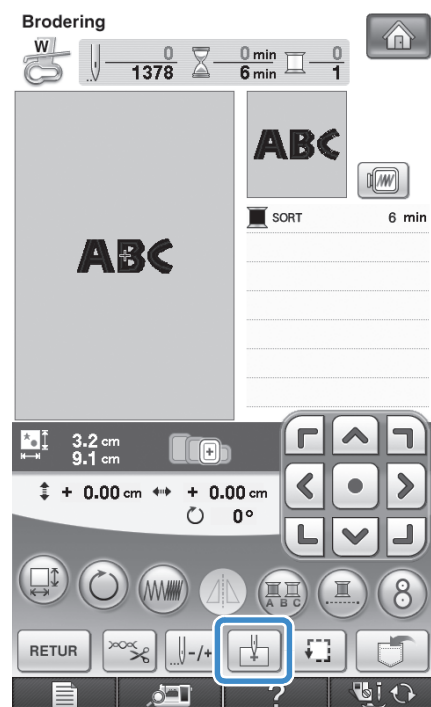 Brodering
W
0 0 min 0
1378 6 min 1
ABC
ABC
SORT 6 min
3.2 cm
9.1 cm
+ 0.00 cm + 0.00 cm
0°
A B C
8
RETUR -/+
?